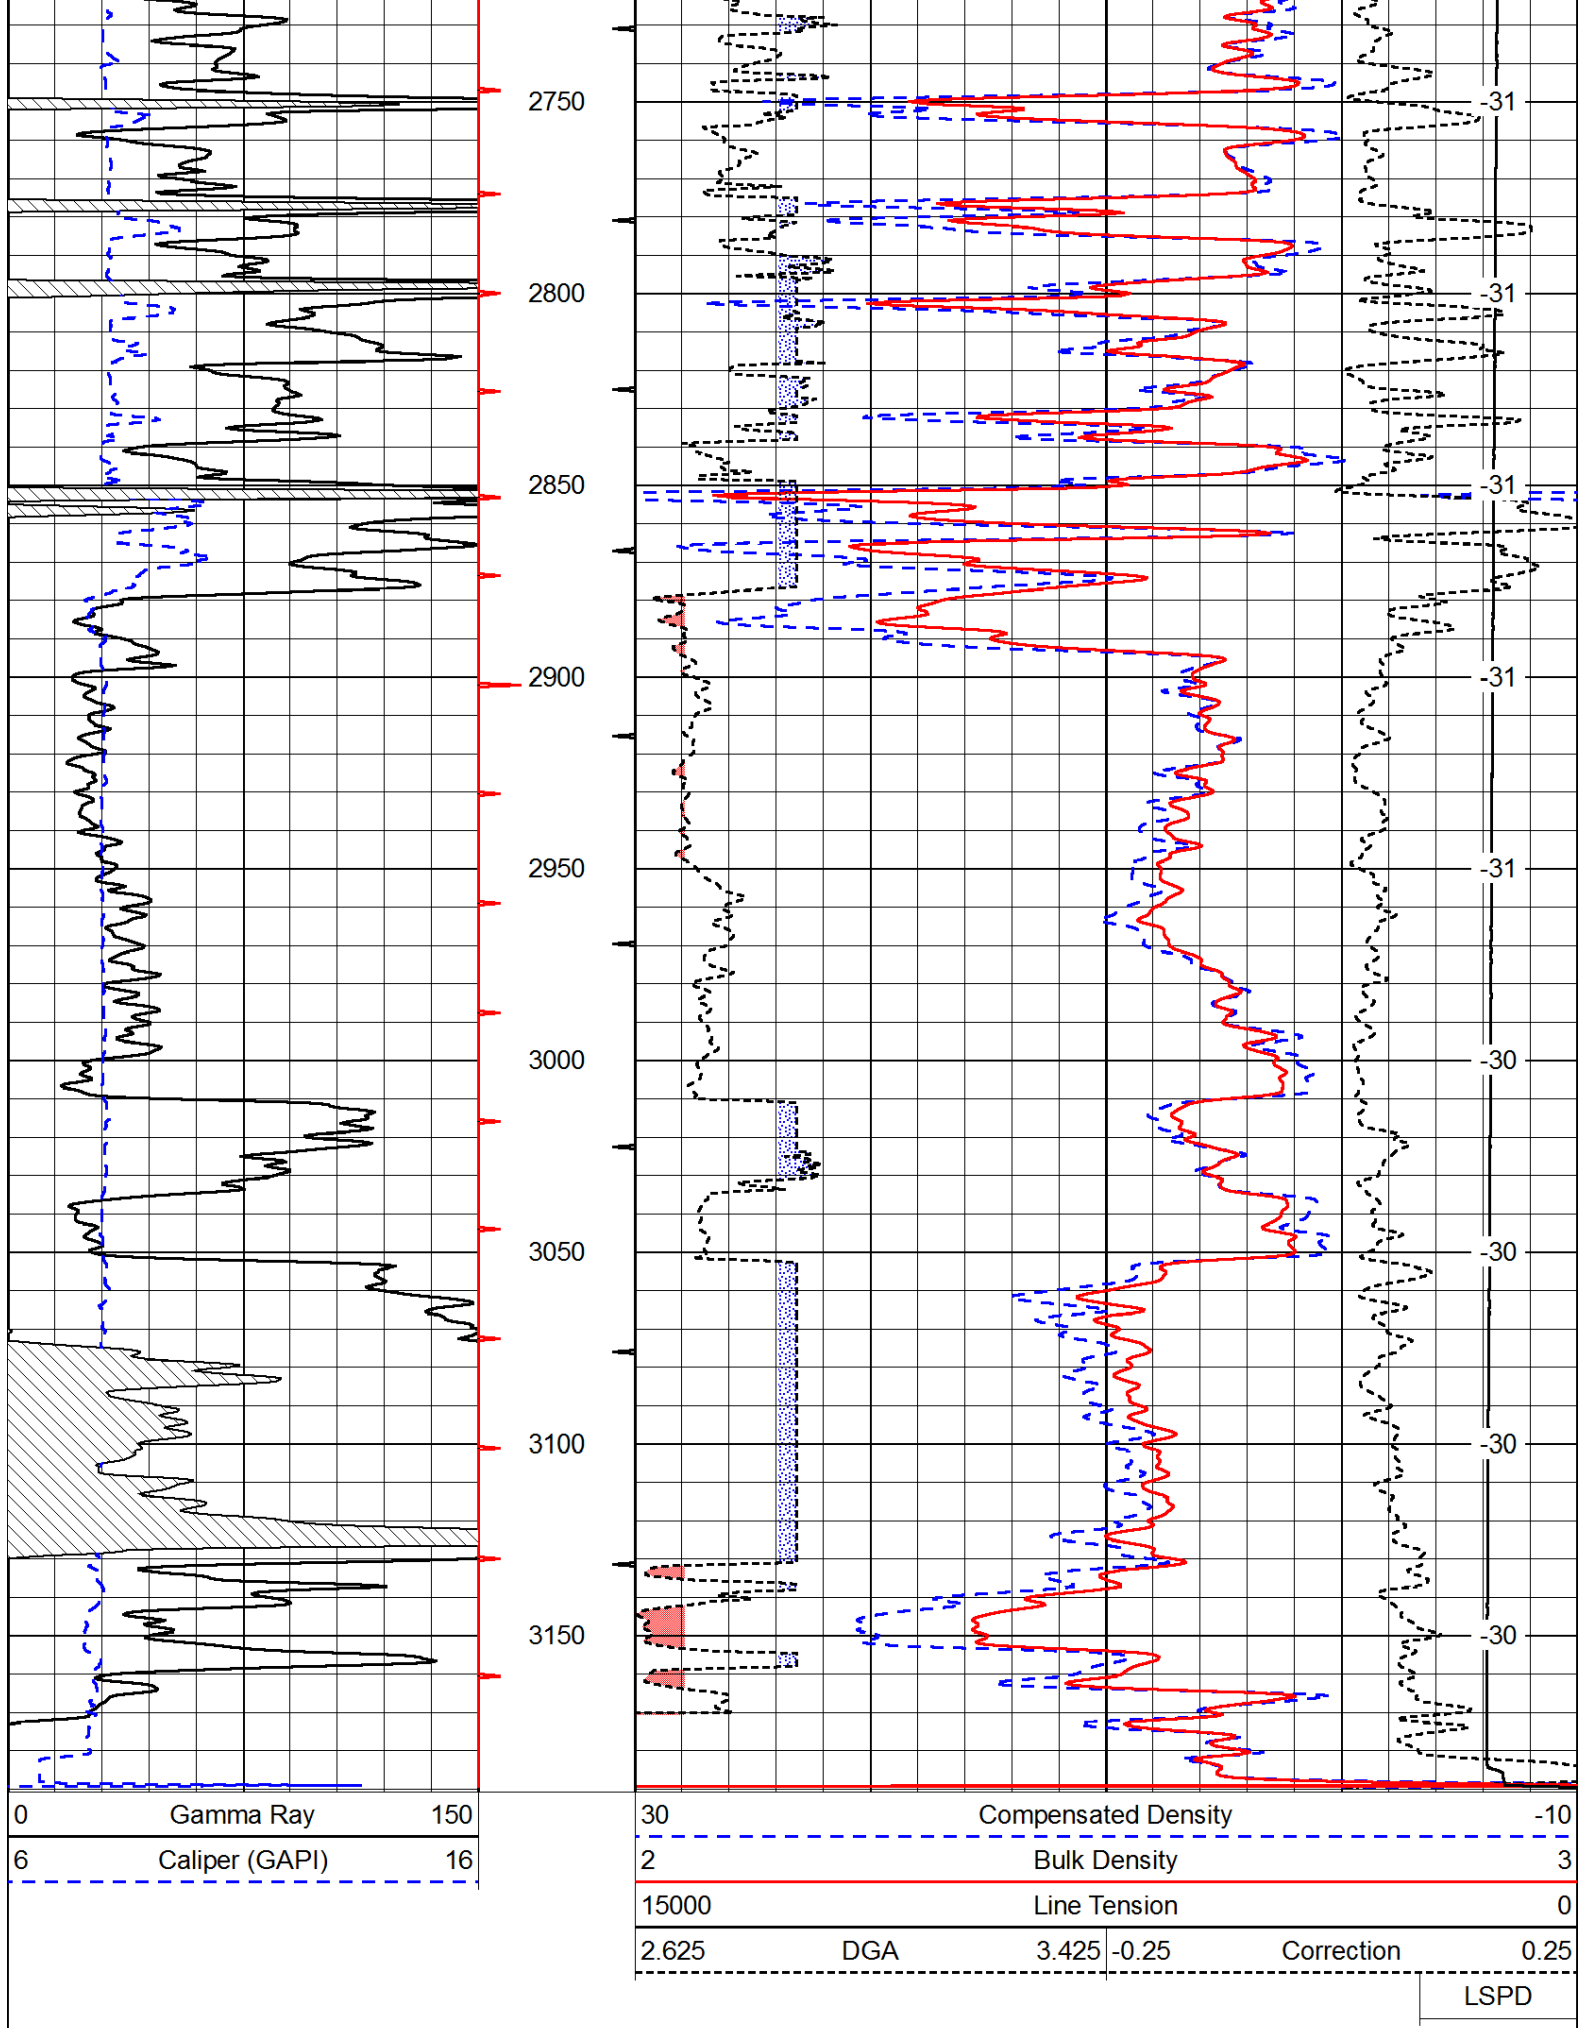 2750 -31
2800 -31
2850 -31
2900 -31
2950 -31
3000 -30
3050 -30
3100 -30
3150 -30
0 Gamma Ray 150
6 Caliper (GAPI) 16
30 Compensated Density -10
2 Bulk Density 3
15000 Line Tension 0
2.625 DGA 3.425 -0.25 Correction 0.25
LSPD